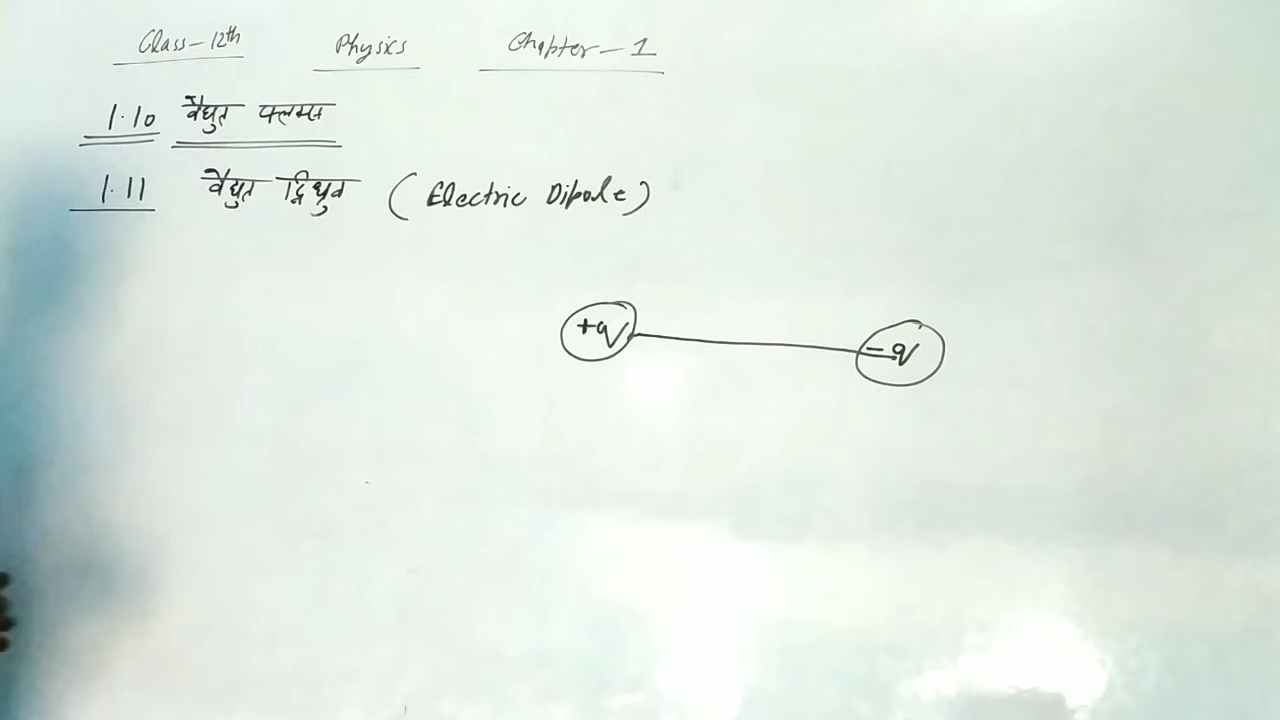 Class-12th Physics Chapter-1
1.10 वैद्युत फ्लक्स
1.11 वैद्युत द्विध्रुव (Electric Dipole)
+q -q